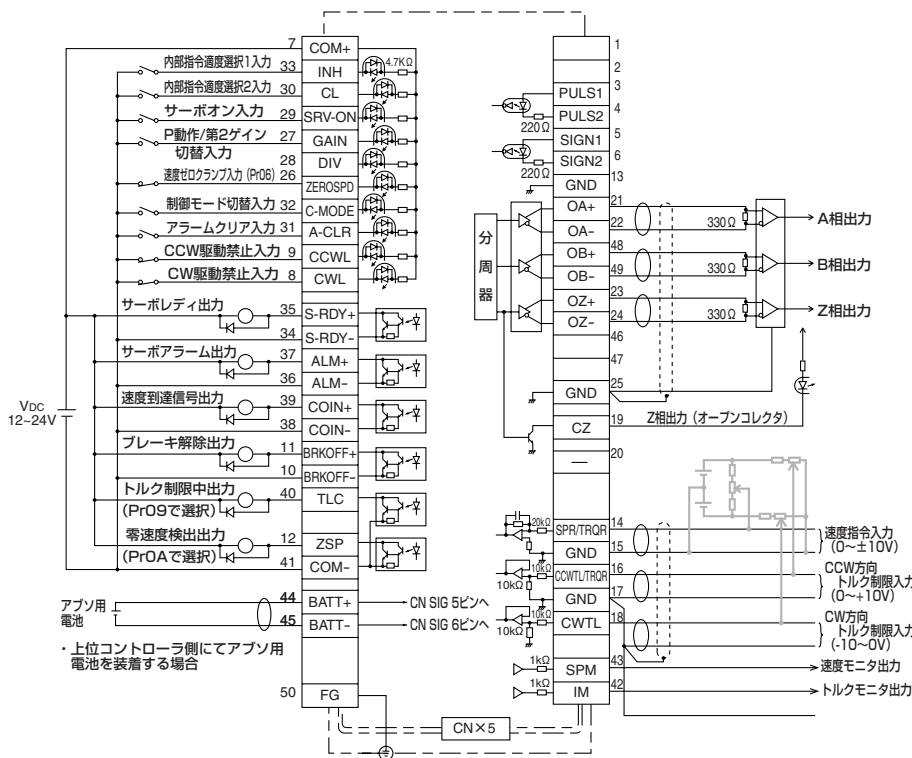 7 COM+
内部指令適度選択1入力 33 INH 4.7KΩ
内部指令適度選択2入力 30 CL
サーボオン入力 29 SRV-ON
P動作/第2ゲイン 27 GAIN
切替入力 28 DIV
速度ゼロクランプ入力 (Pr06) 26 ZEROSPD
制御モード切替入力 32 C-MODE
アラームクリア入力 31 A-CLR
CCW駆動禁止入力 9 CCWL
CW駆動禁止入力 8 CWL
サーボレディ出力 35 S-RDY+
34 S-RDY-
サーボアラーム出力 37 ALM+
36 ALM-
VDC
12~24V
速度到達信号出力 39 COIN+
38 COIN-
ブレーキ解除出力 11 BRKOFF+
10 BRKOFF-
トルク制限中出力 40 TLC
(Pr09で選択)
零速度検出出力 12 ZSP
(Pr0Aで選択)
41 COM-
アブソ用
電池
44 BATT+ CN SIG 5ピンへ
45 BATT- CN SIG 6ピンへ
・上位コントローラ側にてアブソ用
電池を装着する場合
50 FG
CN×5
1
2
3
PULS1
4
PULS2
220Ω
5
SIGN1
6
SIGN2
220Ω
13
GND
分周器
21
OA+
22
OA-
330Ω
A相出力
48
OB+
49
OB-
330Ω
B相出力
23
OZ+
24
OZ-
330Ω
Z相出力
46
47
25
GND
19
CZ
Z相出力 (オープンコレクタ)
20
—
20kΩ
14
SPR/TRQR
15
GND
速度指令入力
(0~±10V)
10kΩ
10kΩ
16
CCWTL/TRQR
17
GND
CCW方向
トルク制限入力
(0~+10V)
10kΩ
10kΩ
18
CWTL
CW方向
トルク制限入力
(-10~0V)
1kΩ
43
SPM
速度モニタ出力
1kΩ
42
IM
トルクモニタ出力